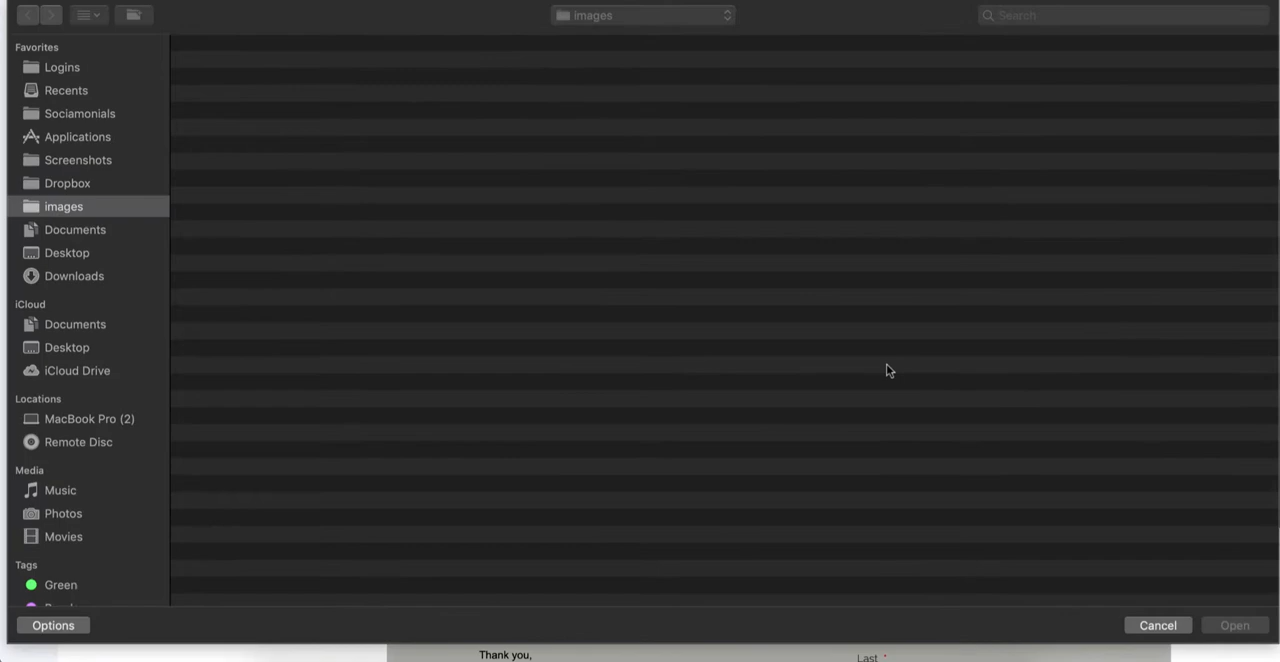 images
Search
Favorites
Logins
Recents
Sociamonials
Applications
Screenshots
Dropbox
images
Documents
Desktop
Downloads
iCloud
Documents
Desktop
iCloud Drive
Locations
MacBook Pro (2)
Remote Disc
Media
Music
Photos
Movies
Tags
Green
Options
Cancel
Open
Thank you,
Last *